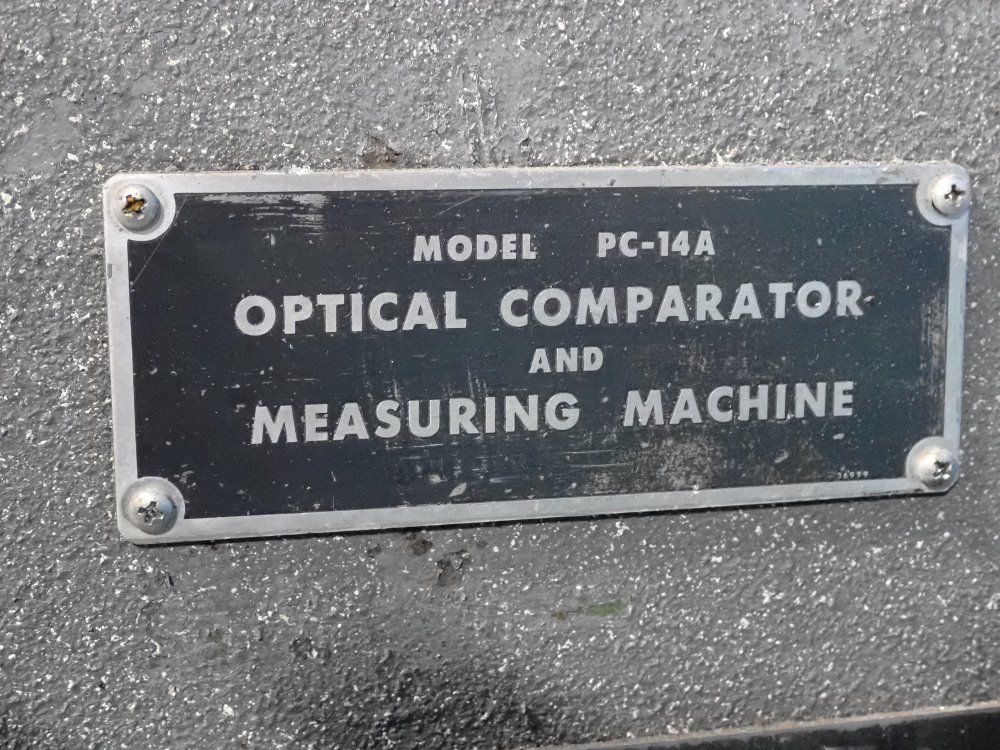 MODEL PC-14A
OPTICAL COMPARATOR
AND
MEASURING MACHINE